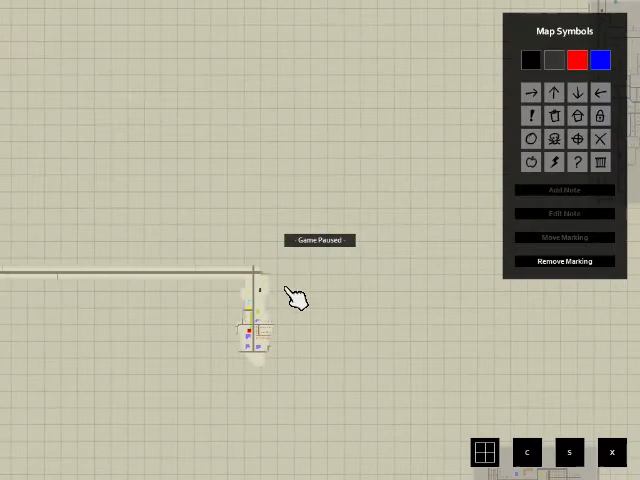 Map Symbols
- Game Paused -
Add Note
Edit Note
Move Marking
Remove Marking
C
S
X